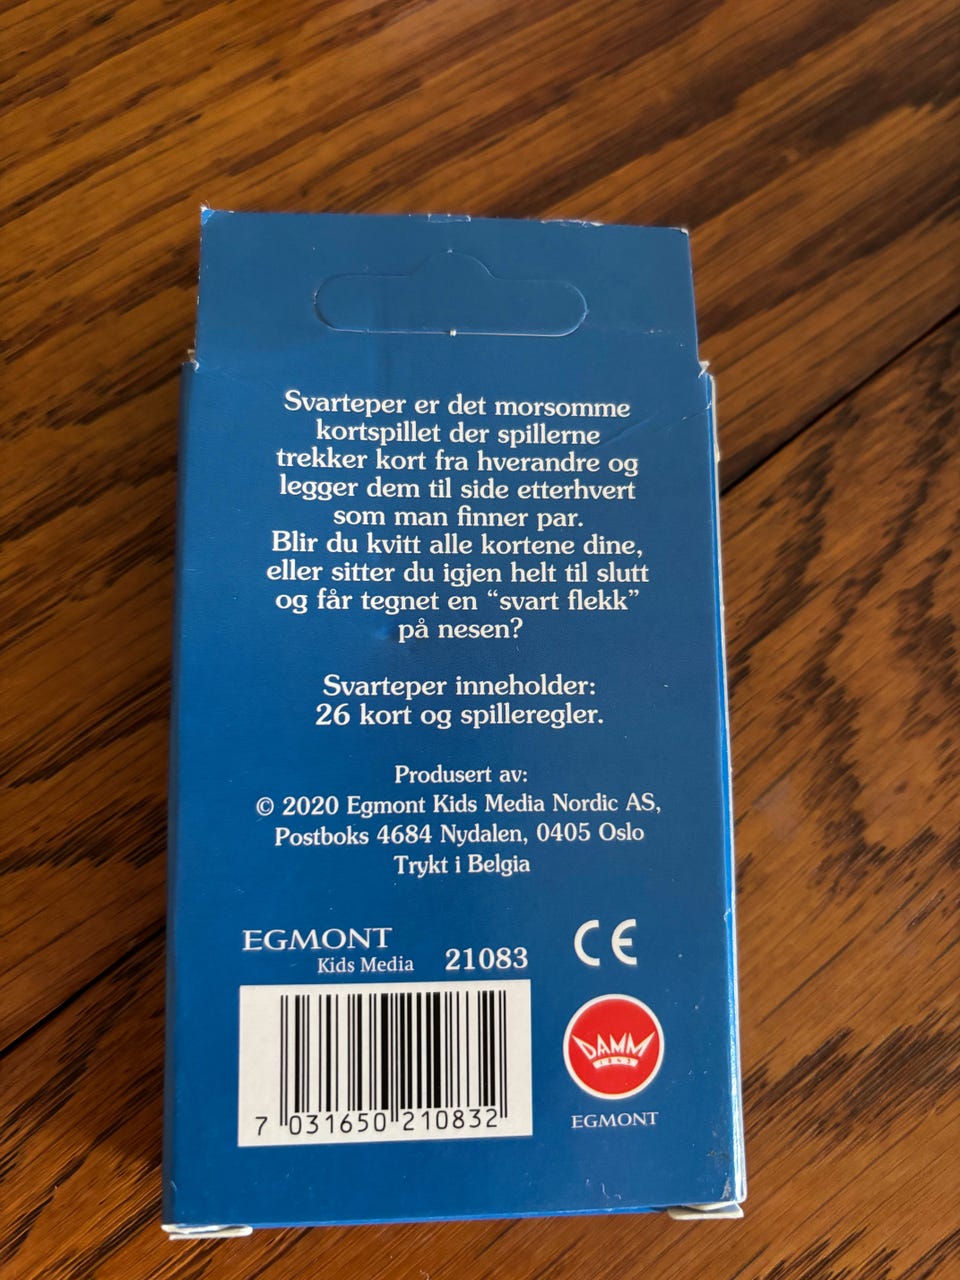 Svarteper er det morsomme
kortspillet der spillerne
trekker kort fra hverandre og
legger dem til side etterhvert
som man finner par.
Blir du kvitt alle kortene dine,
eller sitter du igjen helt til slutt
og får tegnet en “svart flekk”
på nesen?
Svarteper inneholder:
26 kort og spilleregler.
Produsert av:
© 2020 Egmont Kids Media Nordic AS,
Postboks 4684 Nydalen, 0405 Oslo
Trykt i Belgia
EGMONT
Kids Media 21083
CE
7 031650 210832
DAMM
1843
EGMONT